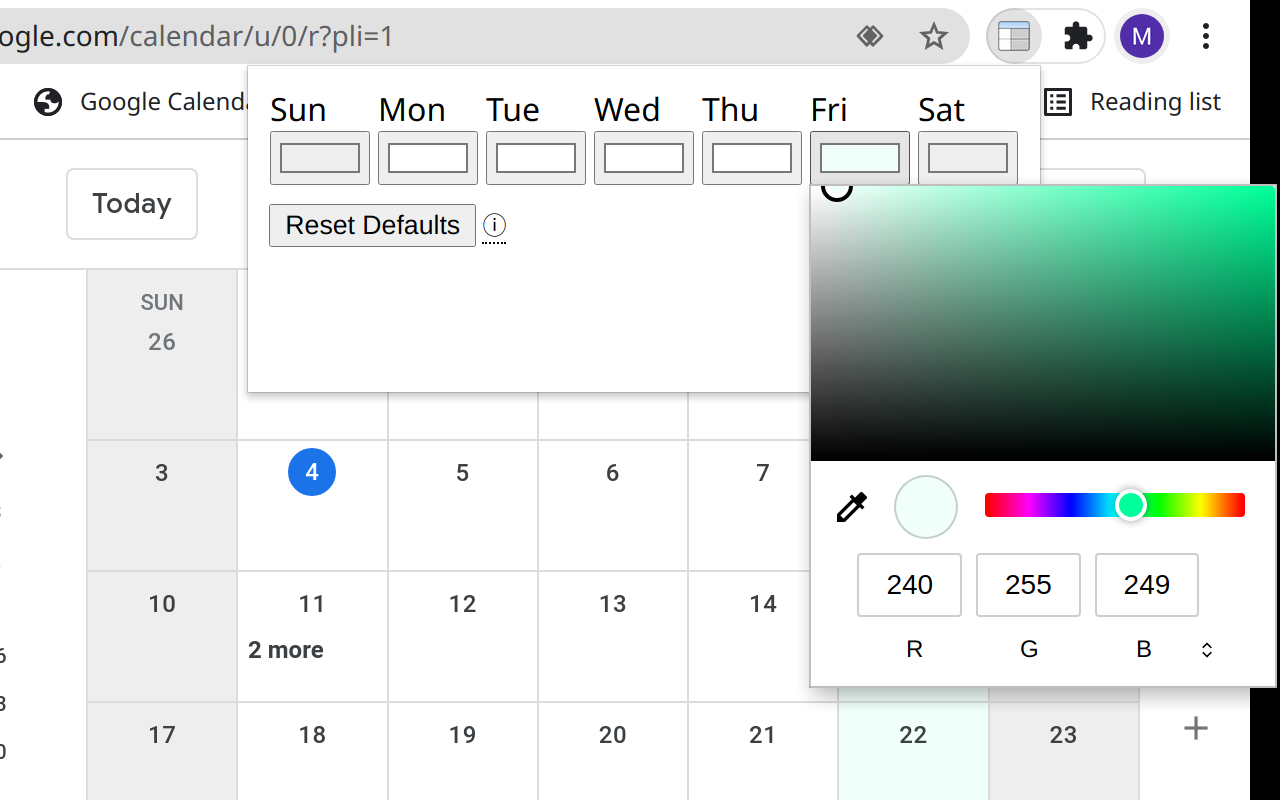 ogle.com/calendar/u/0/r?pli=1
M
Google Calenda
Reading list
Sun Mon Tue Wed Thu Fri Sat
Today
Reset Defaults i
SUN
26
3 4 5 6 7
240 255 249
10 11 12 13 14
2 more
R G B
17 18 19 20 21 22 23